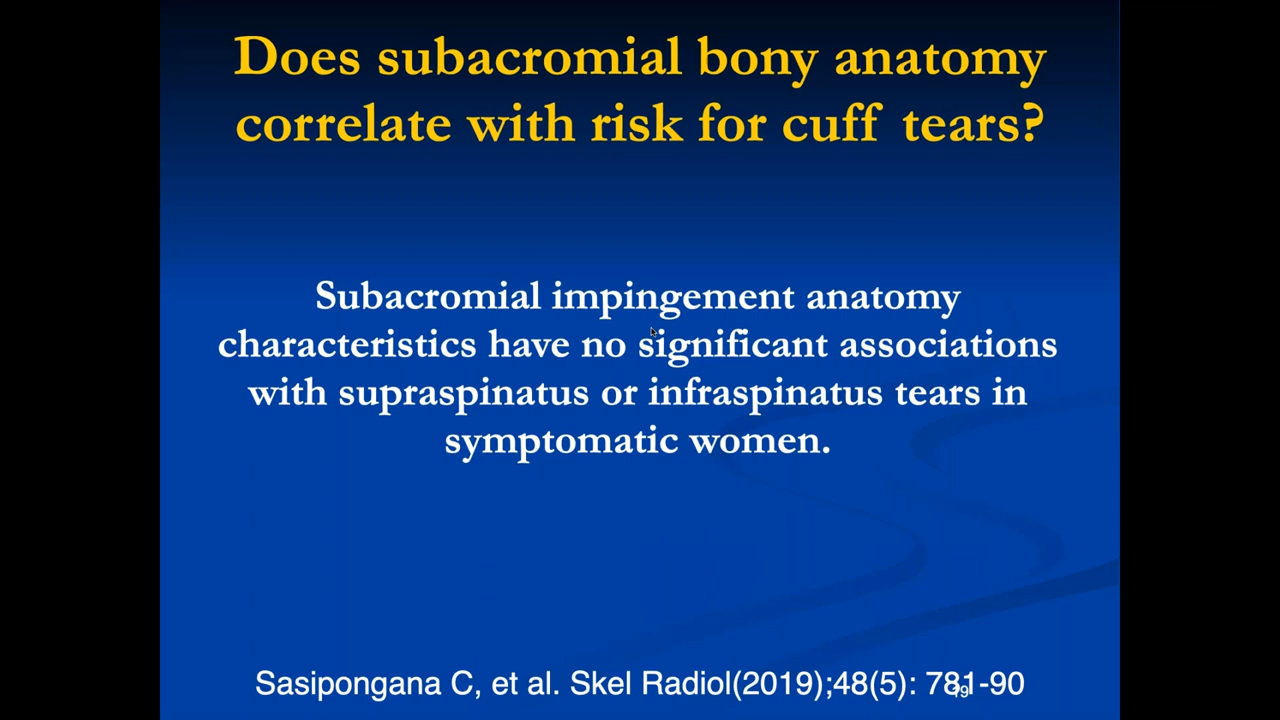 Does subacromial bony anatomy
correlate with risk for cuff tears?
Subacromial impingement anatomy
characteristics have no significant associations
with supraspinatus or infraspinatus tears in
symptomatic women.
Sasipongana C, et al. Skel Radiol(2019);48(5): 781-90